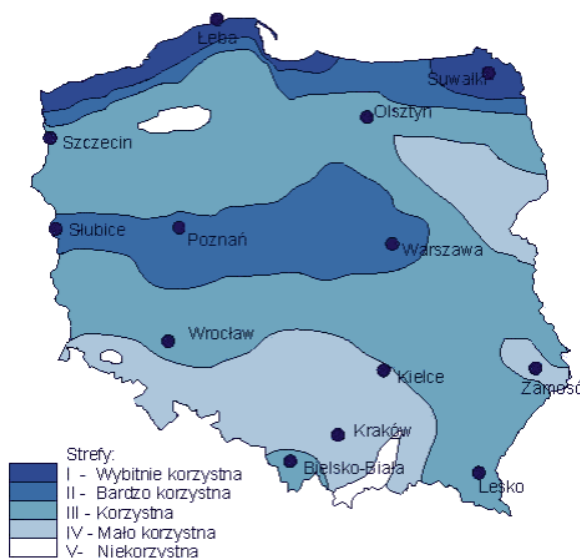 Łeba
Suwałki
Olsztyn
Szczecin
Słubice
Poznań
Warszawa
Wrocław
Kielce
Zamość
Kraków
Bielsko-Biała
Lesko
Strefy:
I - Wybitnie korzystna
II - Bardzo korzystna
III - Korzystna
IV - Mało korzystna
V- Niekorzystna